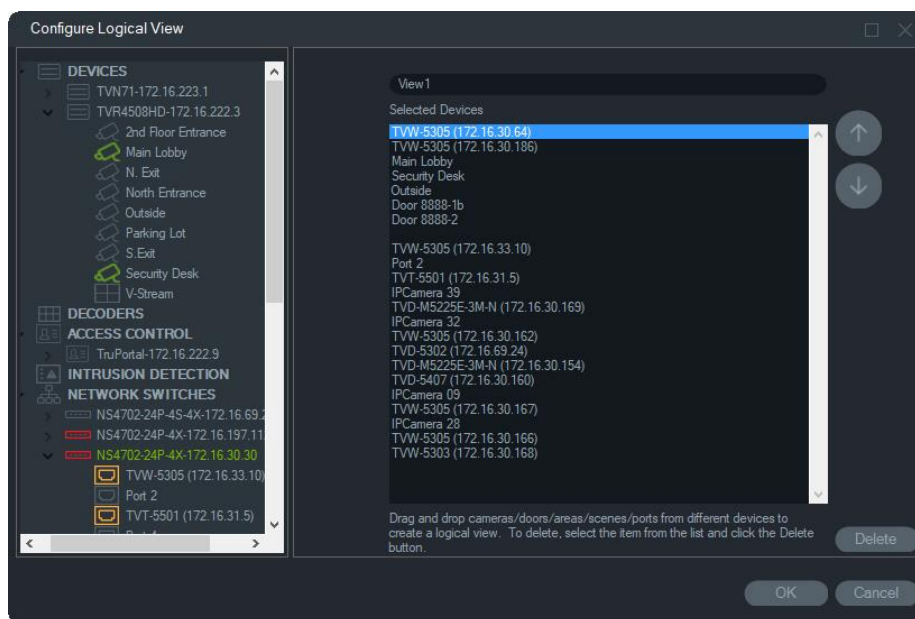 Configure Logical View
DEVICES
TVN71-172.16.223.1
TVR4508HD-172.16.222.3
2nd Floor Entrance
Main Lobby
N. Exit
North Entrance
Outside
Parking Lot
S.Exit
Security Desk
V-Stream
DECODERS
ACCESS CONTROL
TruPortal-172.16.222.9
INTRUSION DETECTION
NETWORK SWITCHES
NS4702-24P-4S-4X-172.16.69.2
NS4702-24P-4X-172.16.197.11
NS4702-24P-4X-172.16.30.30
TVW-5305 (172.16.33.10)
Port 2
TVT-5501 (172.16.31.5)
View1
Selected Devices
TVW-5305 (172.16.30.64)
TVW-5305 (172.16.30.186)
Main Lobby
Security Desk
Outside
Door 8888-1b
Door 8888-2
TVW-5305 (172.16.33.10)
Port 2
TVT-5501 (172.16.31.5)
IPCamera 39
TVD-M5225E-3M-N (172.16.30.169)
IPCamera 32
TVW-5305 (172.16.30.162)
TVD-5302 (172.16.69.24)
TVD-M5225E-3M-N (172.16.30.154)
TVD-5407 (172.16.30.160)
IPCamera 09
TVW-5305 (172.16.30.167)
IPCamera 28
TVW-5305 (172.16.30.166)
TVW-5303 (172.16.30.168)
Drag and drop cameras/doors/areas/scenes/ports from different devices to
create a logical view. To delete, select the item from the list and click the Delete
button.
Delete
OK
Cancel